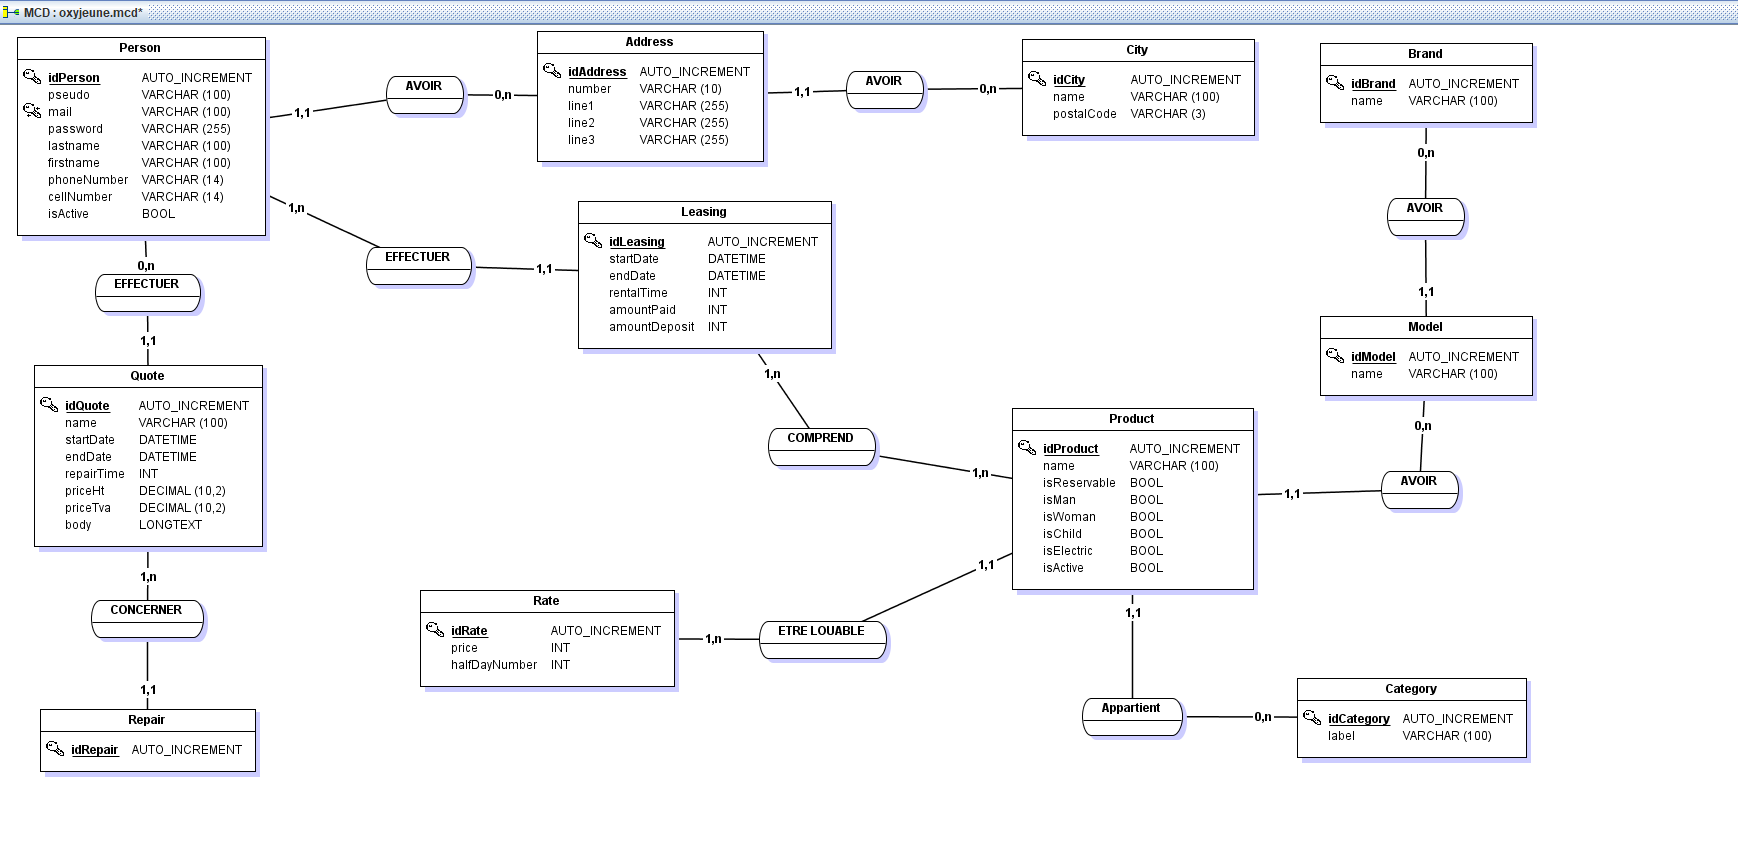 MCD : oxyjeune.mcd*
Person
idPerson AUTO_INCREMENT
pseudo VARCHAR (100)
mail VARCHAR (100)
password VARCHAR (255)
lastname VARCHAR (100)
firstname VARCHAR (100)
phoneNumber VARCHAR (14)
cellNumber VARCHAR (14)
isActive BOOL
1,1
AVOIR
0,n
Address
idAddress AUTO_INCREMENT
number VARCHAR (10)
line1 VARCHAR (255)
line2 VARCHAR (255)
line3 VARCHAR (255)
1,1
AVOIR
0,n
City
idCity AUTO_INCREMENT
name VARCHAR (100)
postalCode VARCHAR (3)
Brand
idBrand AUTO_INCREMENT
name VARCHAR (100)
0,n
AVOIR
1,1
Model
idModel AUTO_INCREMENT
name VARCHAR (100)
0,n
AVOIR
1,1
1,n
EFFECTUER
1,1
Leasing
idLeasing AUTO_INCREMENT
startDate DATETIME
endDate DATETIME
rentalTime INT
amountPaid INT
amountDeposit INT
1,n
COMPREND
1,n
0,n
EFFECTUER
1,1
Quote
idQuote AUTO_INCREMENT
name VARCHAR (100)
startDate DATETIME
endDate DATETIME
repairTime INT
priceHt DECIMAL (10,2)
priceTva DECIMAL (10,2)
body LONGTEXT
1,n
CONCERNER
1,1
Repair
idRepair AUTO_INCREMENT
Product
idProduct AUTO_INCREMENT
name VARCHAR (100)
isReservable BOOL
isMan BOOL
isWoman BOOL
isChild BOOL
isElectric BOOL
isActive BOOL
1,1
ETRE LOUABLE
1,n
Rate
idRate AUTO_INCREMENT
price INT
halfDayNumber INT
1,1
Appartient
0,n
Category
idCategory AUTO_INCREMENT
label VARCHAR (100)